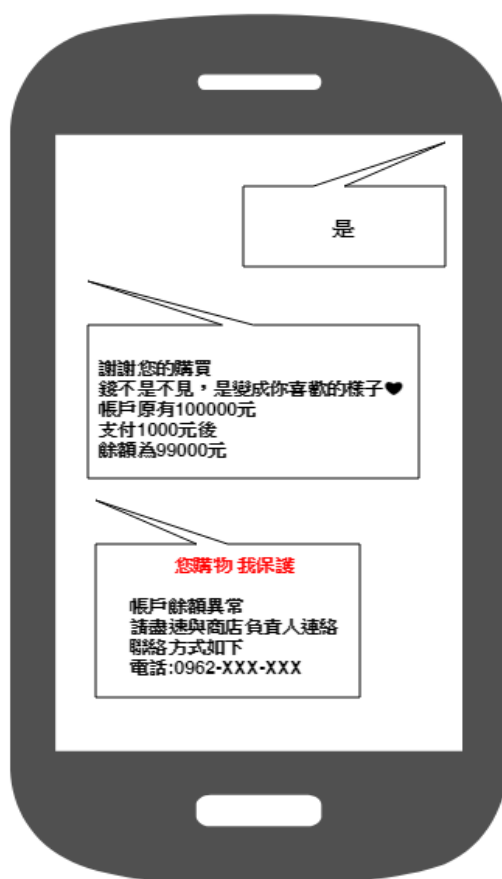 是
謝謝您的購買
錢不是不見，是變成你喜歡的樣子♥
帳戶原有100000元
支付1000元後
餘額為99000元
您購物 我保護
帳戶餘額異常
請盡速與商店負責人連絡
聯絡方式如下
電話:0962-XXX-XXX